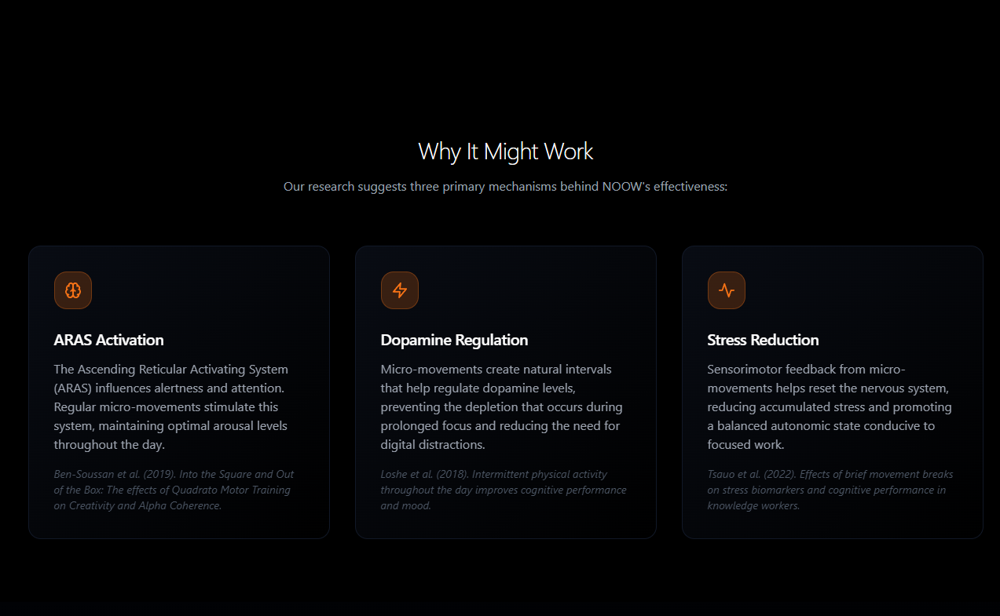 Why It Might Work
Our research suggests three primary mechanisms behind NOOW's effectiveness:
ARAS Activation
The Ascending Reticular Activating System
(ARAS) influences alertness and attention.
Regular micro-movements stimulate this
system, maintaining optimal arousal levels
throughout the day.
Ben-Soussan et al. (2019). Into the Square and Out
of the Box: The effects of Quadrato Motor Training
on Creativity and Alpha Coherence.
Dopamine Regulation
Micro-movements create natural intervals
that help regulate dopamine levels,
preventing the depletion that occurs during
prolonged focus and reducing the need for
digital distractions.
Loshe et al. (2018). Intermittent physical activity
throughout the day improves cognitive performance
and mood.
Stress Reduction
Sensorimotor feedback from micro-
movements helps reset the nervous system,
reducing accumulated stress and promoting
a balanced autonomic state conducive to
focused work.
Tsauo et al. (2022). Effects of brief movement breaks
on stress biomarkers and cognitive performance in
knowledge workers.